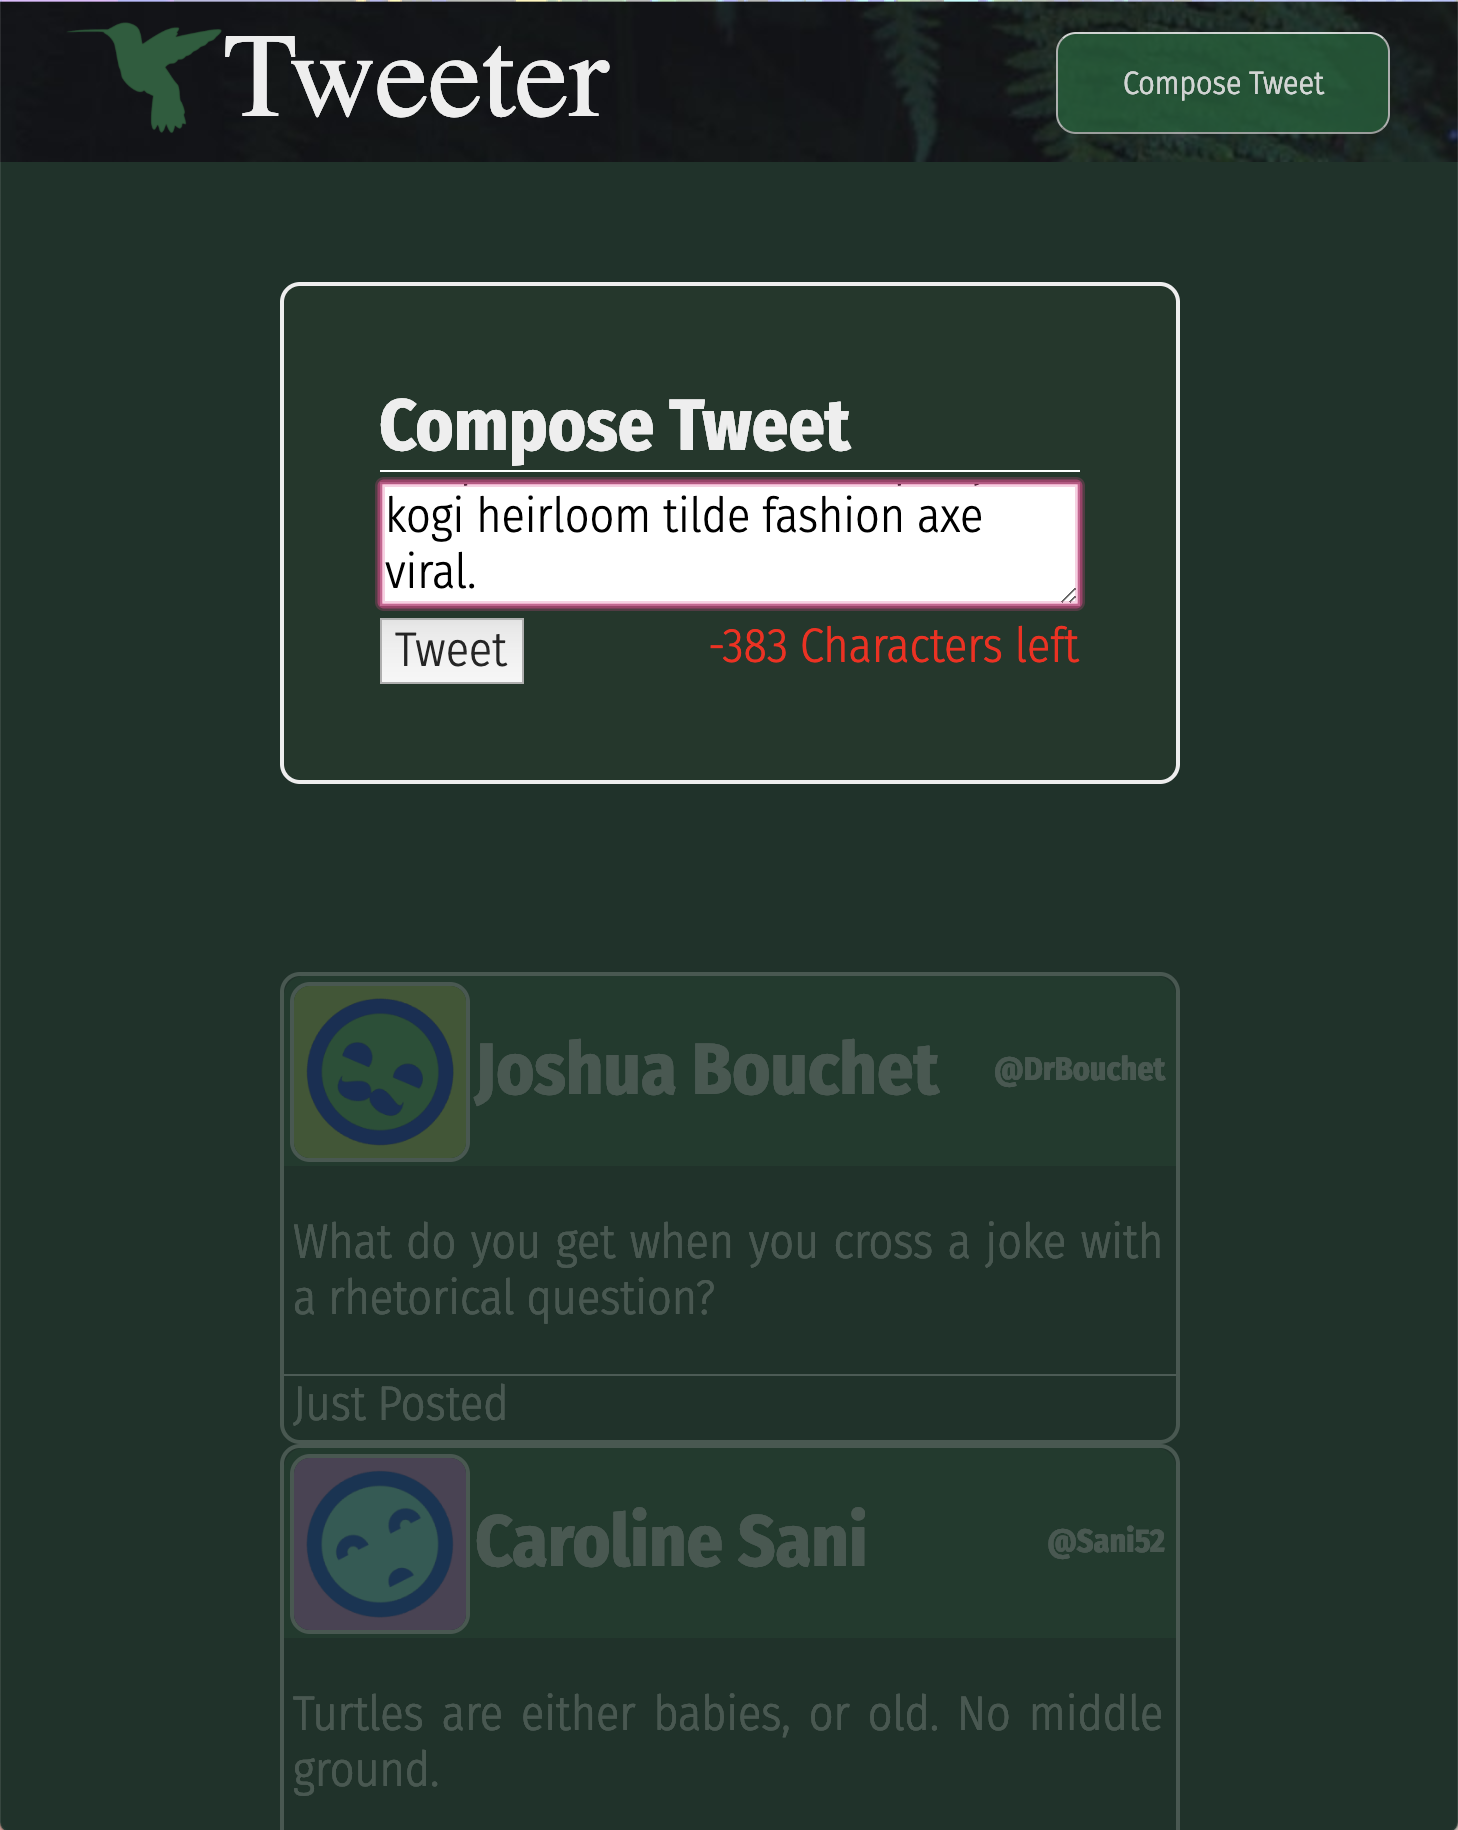 Tweeter
Compose Tweet
Compose Tweet
kogi heirloom tilde fashion axe
viral.
Tweet
-383 Characters left
Joshua Bouchet
@DrBouchet
What do you get when you cross a joke with
a rhetorical question?
Just Posted
Caroline Sani
@Sani52
Turtles are either babies, or old. No middle
ground.